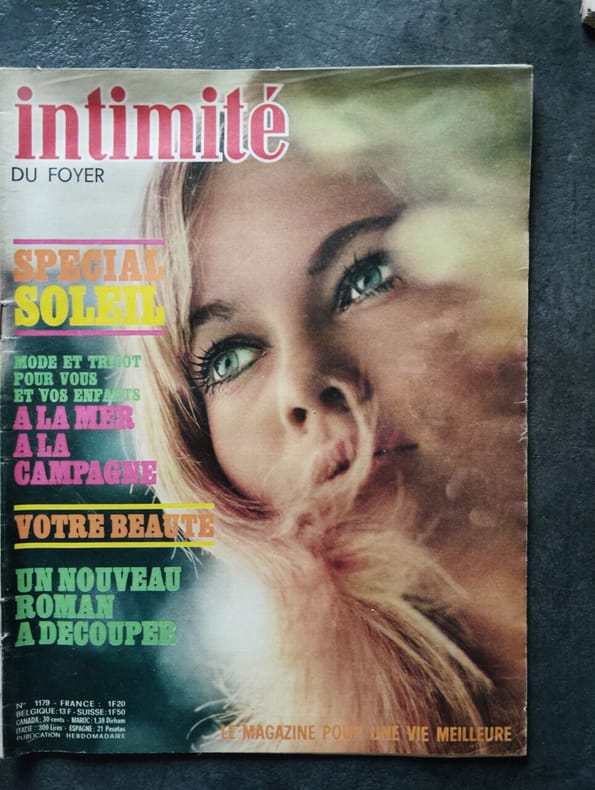 intimité
DU FOYER
SPECIAL
SOLEIL
MODE ET TRICOT
POUR VOUS
ET VOS ENFANTS
A LA MER
A LA
CAMPAGNE
VOTRE BEAUTE
UN NOUVEAU
ROMAN
A DECOUPER
N° 1179 - FRANCE : 1F20
BELGIQUE : 13 F - SUISSE : 1F50
CANADA : 30 cents - MAROC : 1,38 Dirham
ITALIE : 300 Lires - ESPAGNE : 21 Pesetas
PUBLICATION HEBDOMADAIRE
LE MAGAZINE POUR UNE VIE MEILLEURE